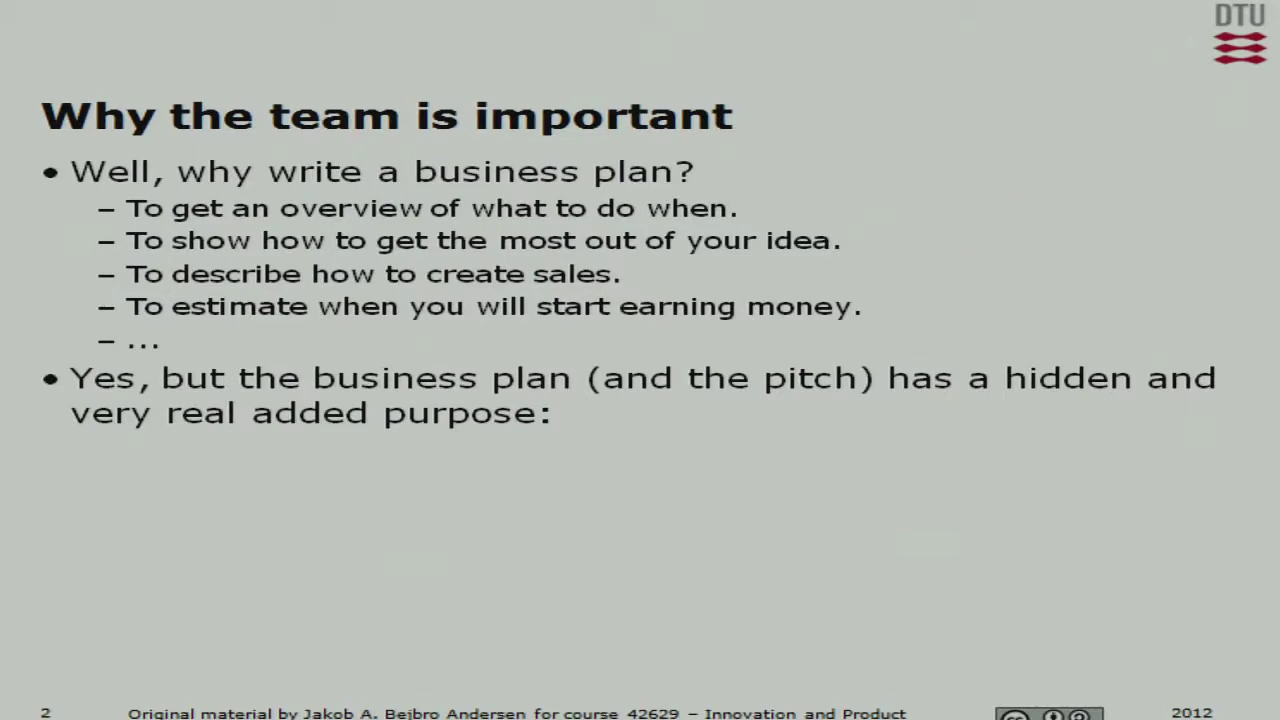 DTU
Why the team is important
• Well, why write a business plan?
– To get an overview of what to do when.
– To show how to get the most out of your idea.
– To describe how to create sales.
– To estimate when you will start earning money.
– ...
• Yes, but the business plan (and the pitch) has a hidden and
very real added purpose:
2 Original material by Jakob A. Bejbro Andersen for course 42629 – Innovation and Product 2012